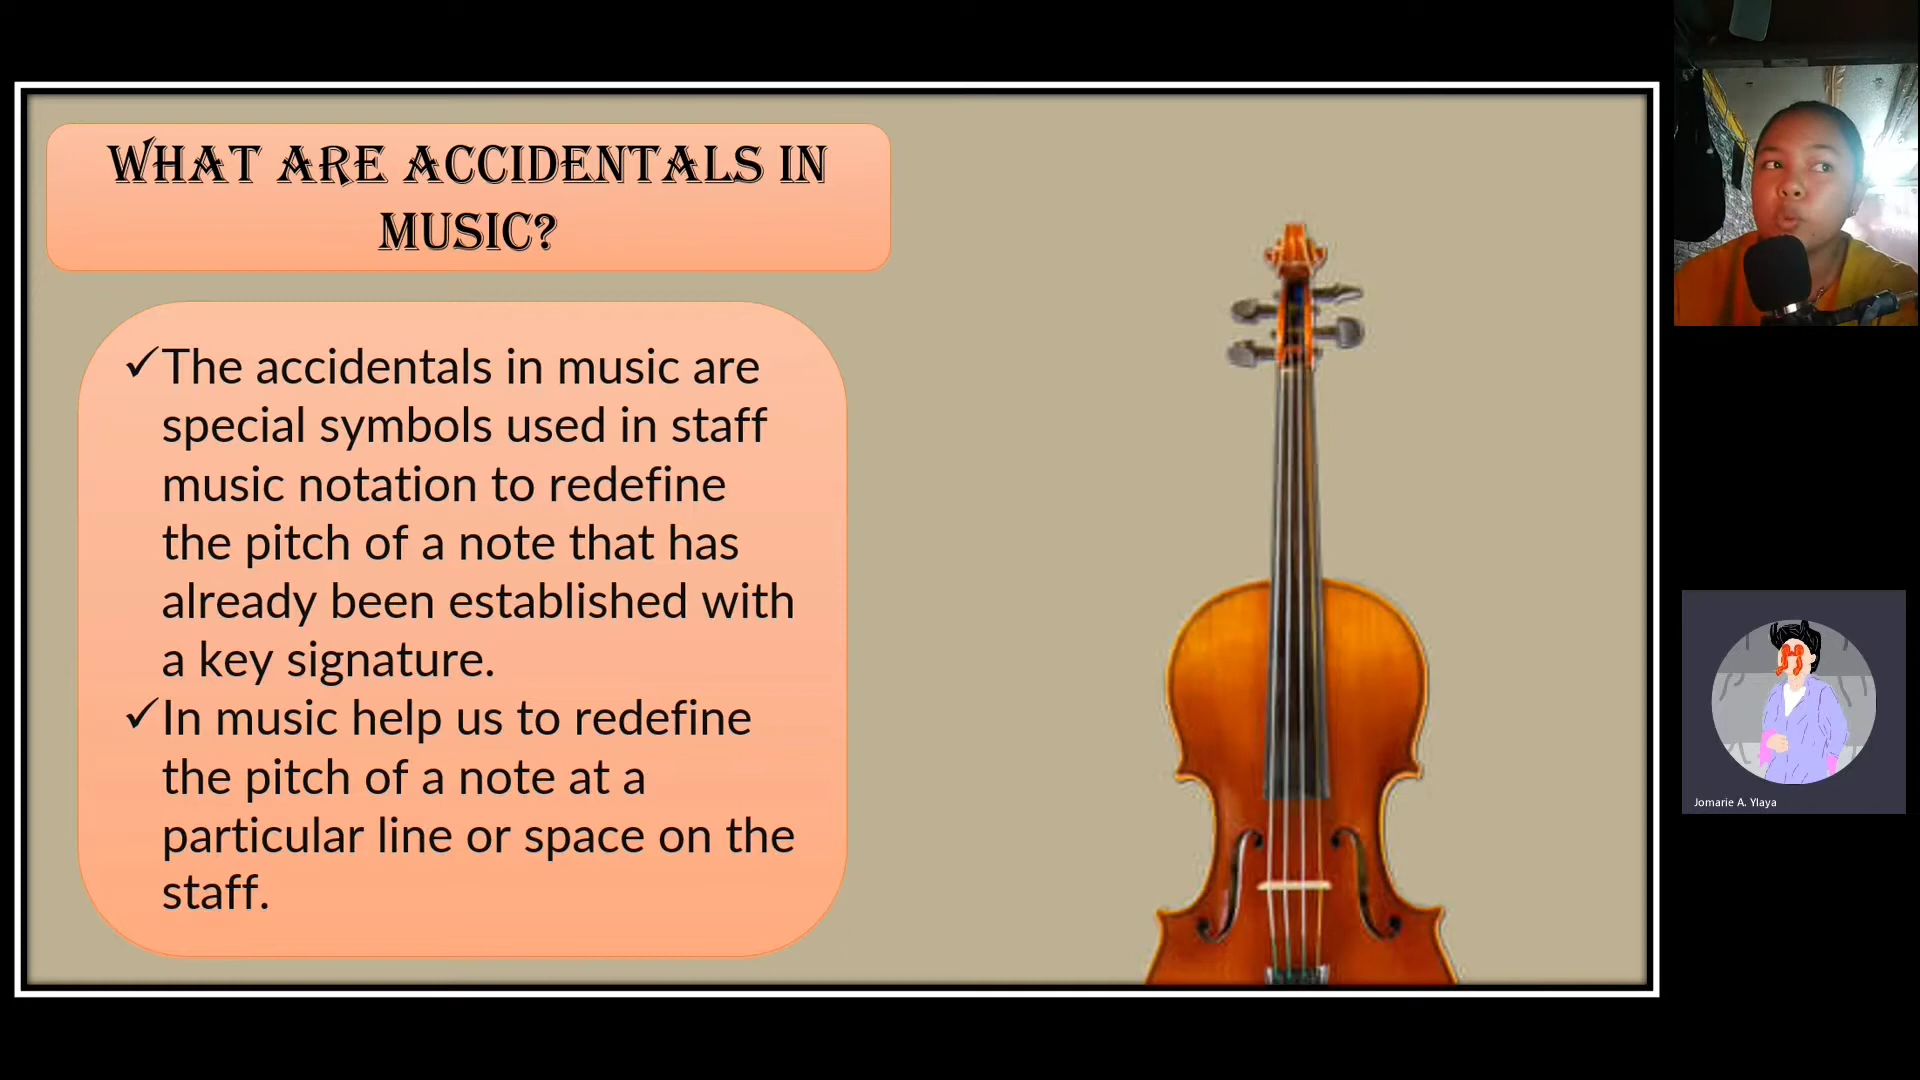 WHAT ARE ACCIDENTALS IN
MUSIC?
✓The accidentals in music are
special symbols used in staff
music notation to redefine
the pitch of a note that has
already been established with
a key signature.
✓In music help us to redefine
the pitch of a note at a
particular line or space on the
staff.
Jomarie A. Ylaya